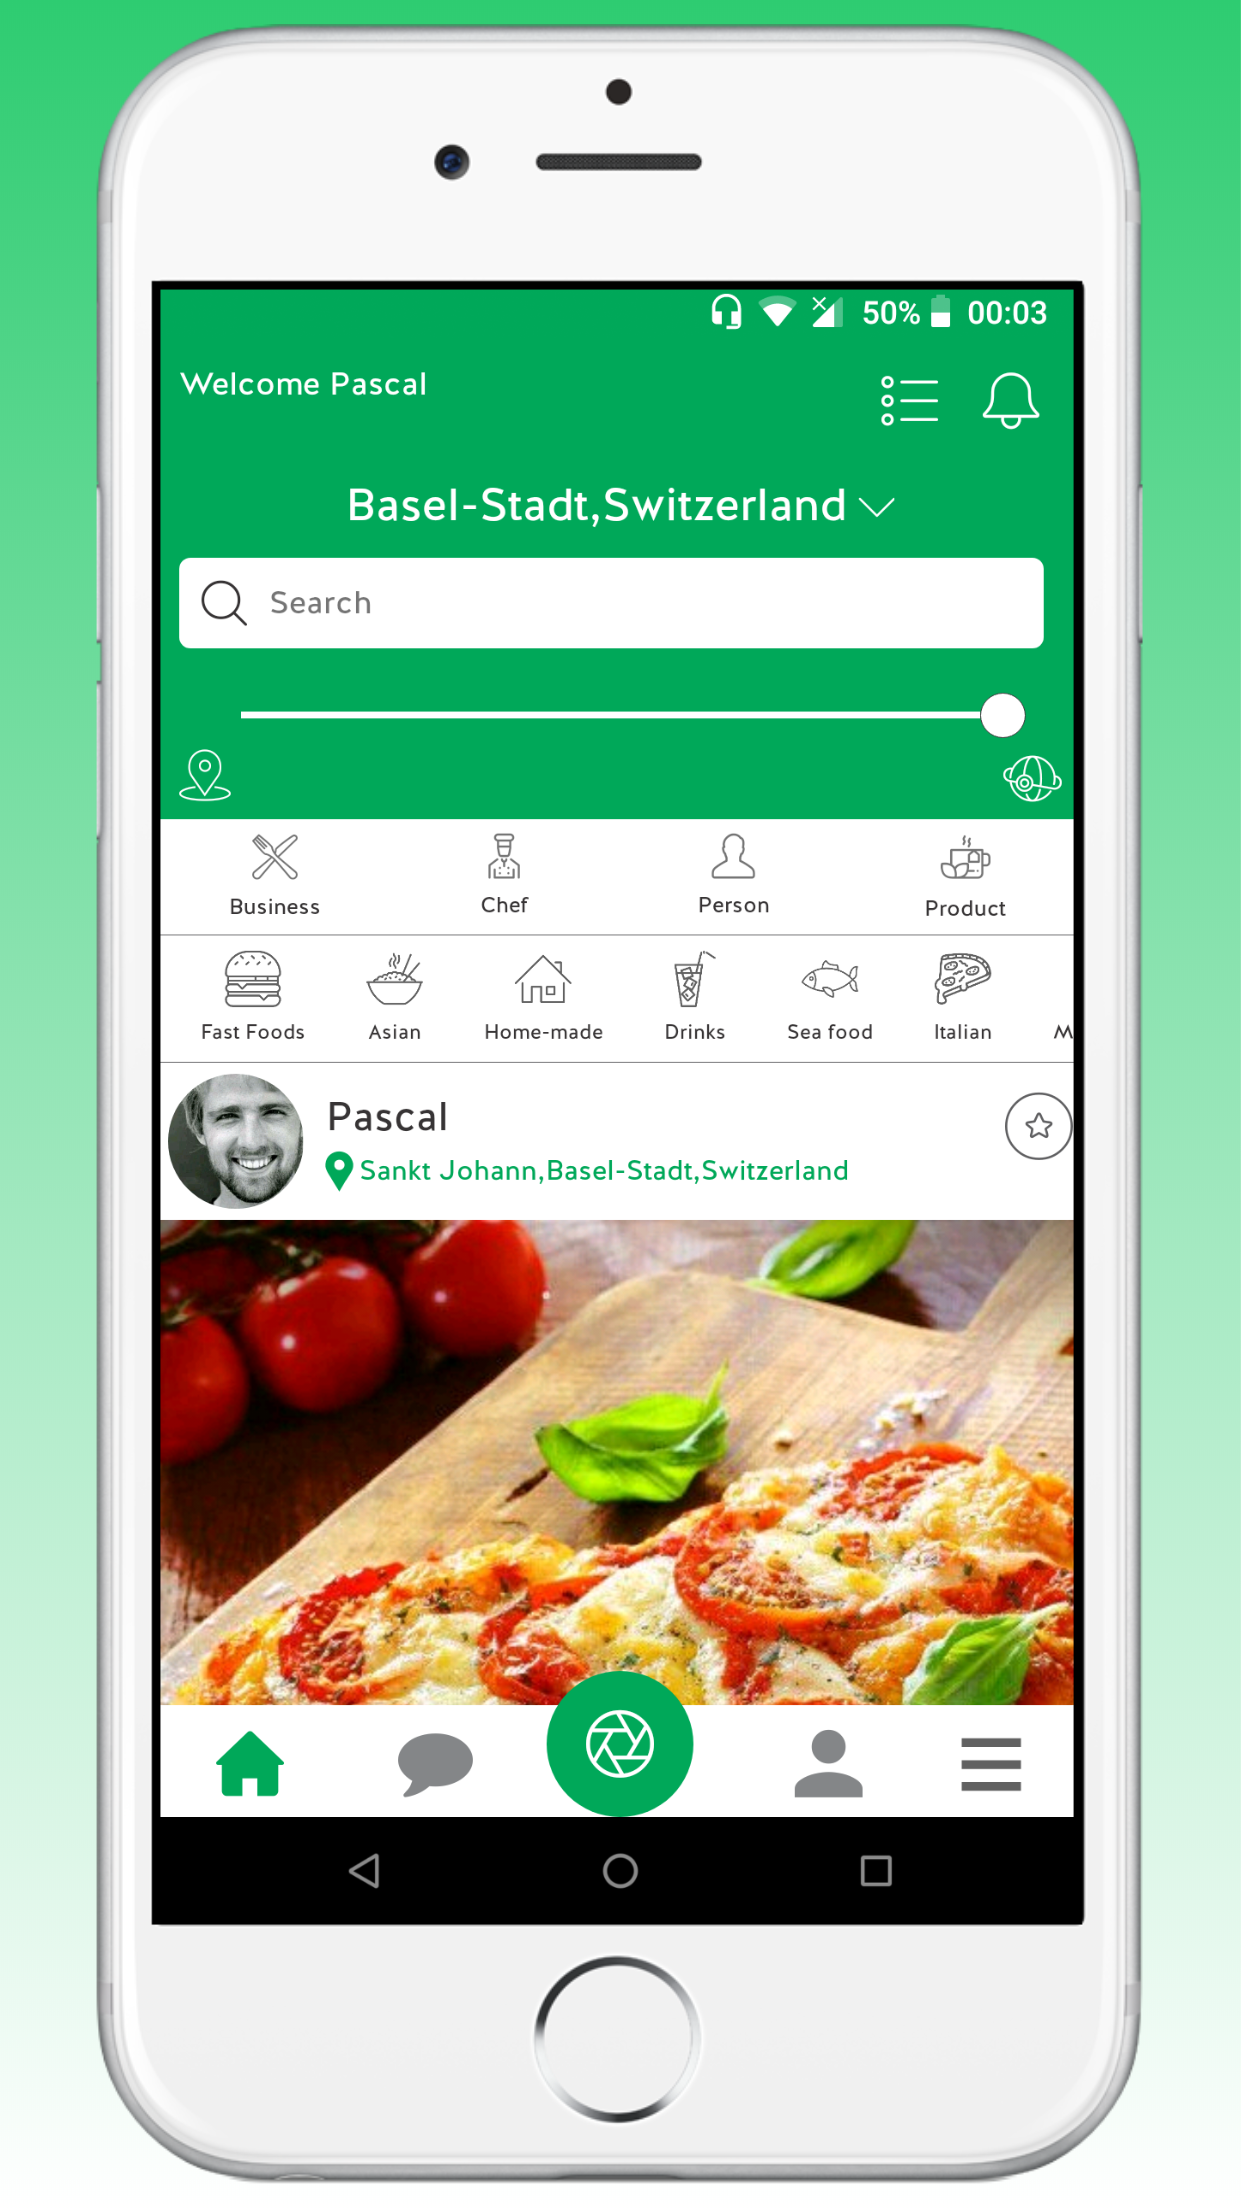 50% 00:03
Welcome Pascal
Basel-Stadt,Switzerland
Search
Business Chef Person Product
Fast Foods Asian Home-made Drinks Sea food Italian M
Pascal
Sankt Johann,Basel-Stadt,Switzerland